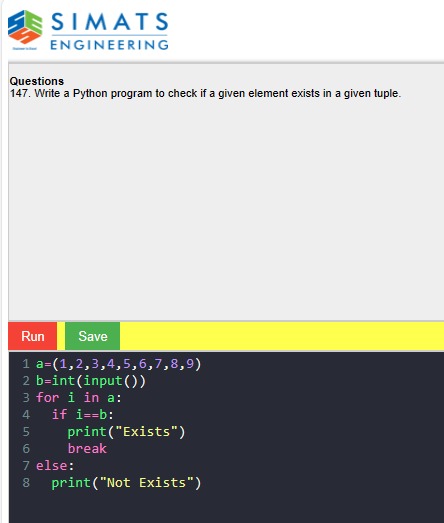 SIMATS
ENGINEERING
Questions
147. Write a Python program to check if a given element exists in a given tuple.
Run Save
1 a=(1,2,3,4,5,6,7,8,9)
2 b=int(input())
3 for i in a:
4   if i==b:
5     print("Exists")
6     break
7 else:
8   print("Not Exists")